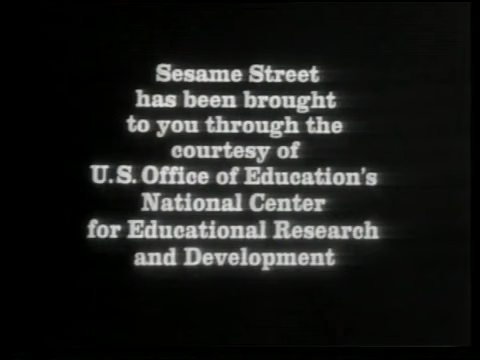 Sesame Street
has been brought
to you through the
courtesy of
U.S. Office of Education's
National Center
for Educational Research
and Development